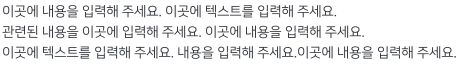 이곳에 내용을 입력해 주세요. 이곳에 텍스트를 입력해 주세요.
관련된 내용을 이곳에 입력해 주세요. 이곳에 내용을 입력해 주세요.
이곳에 텍스트를 입력해 주세요. 내용을 입력해 주세요.이곳에 내용을 입력해 주세요.